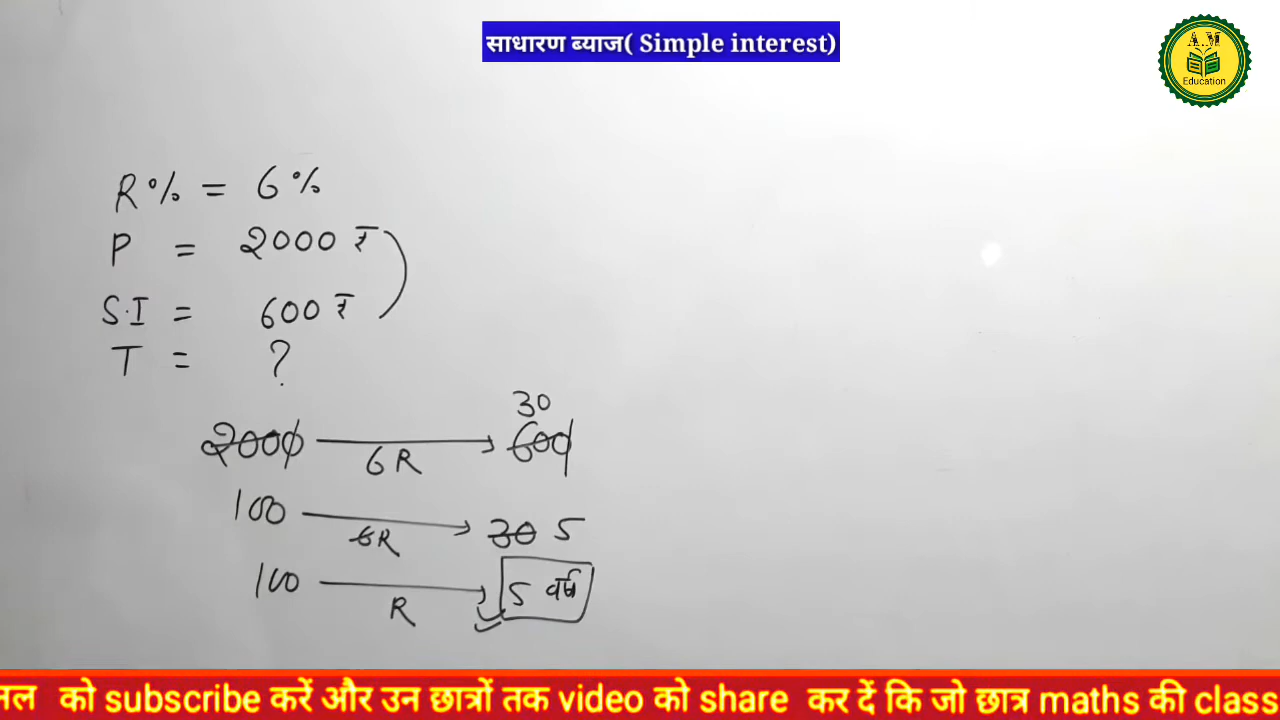 साधारण ब्याज( Simple interest)
A M
Education
R% = 6%
P = 2000 ₹
S.I = 600 ₹
T = ?
30
2000 6R 600
100 6R 30 5
100 R 5 वर्ष
नल को subscribe करें और उन छात्रों तक video को share कर दें कि जो छात्र maths की class